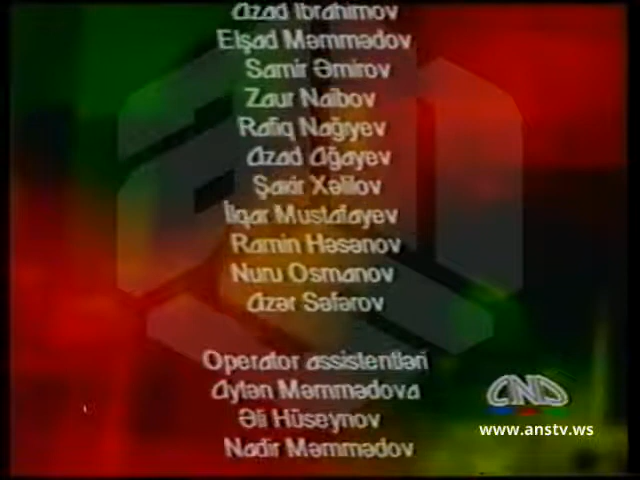 Azad İbrahimov
Elşad Məmmədov
Samir Əmirov
Zaur Naibov
Rafiq Nağıyev
Azad Ağayev
Şakir Xəlilov
İlqar Mustafayev
Ramin Həsənov
Nuru Osmanov
Azər Səfərov
Operator assistentləri
Aytən Məmmədova
Əli Hüseynov
Nadir Məmmədov
www.anstv.ws